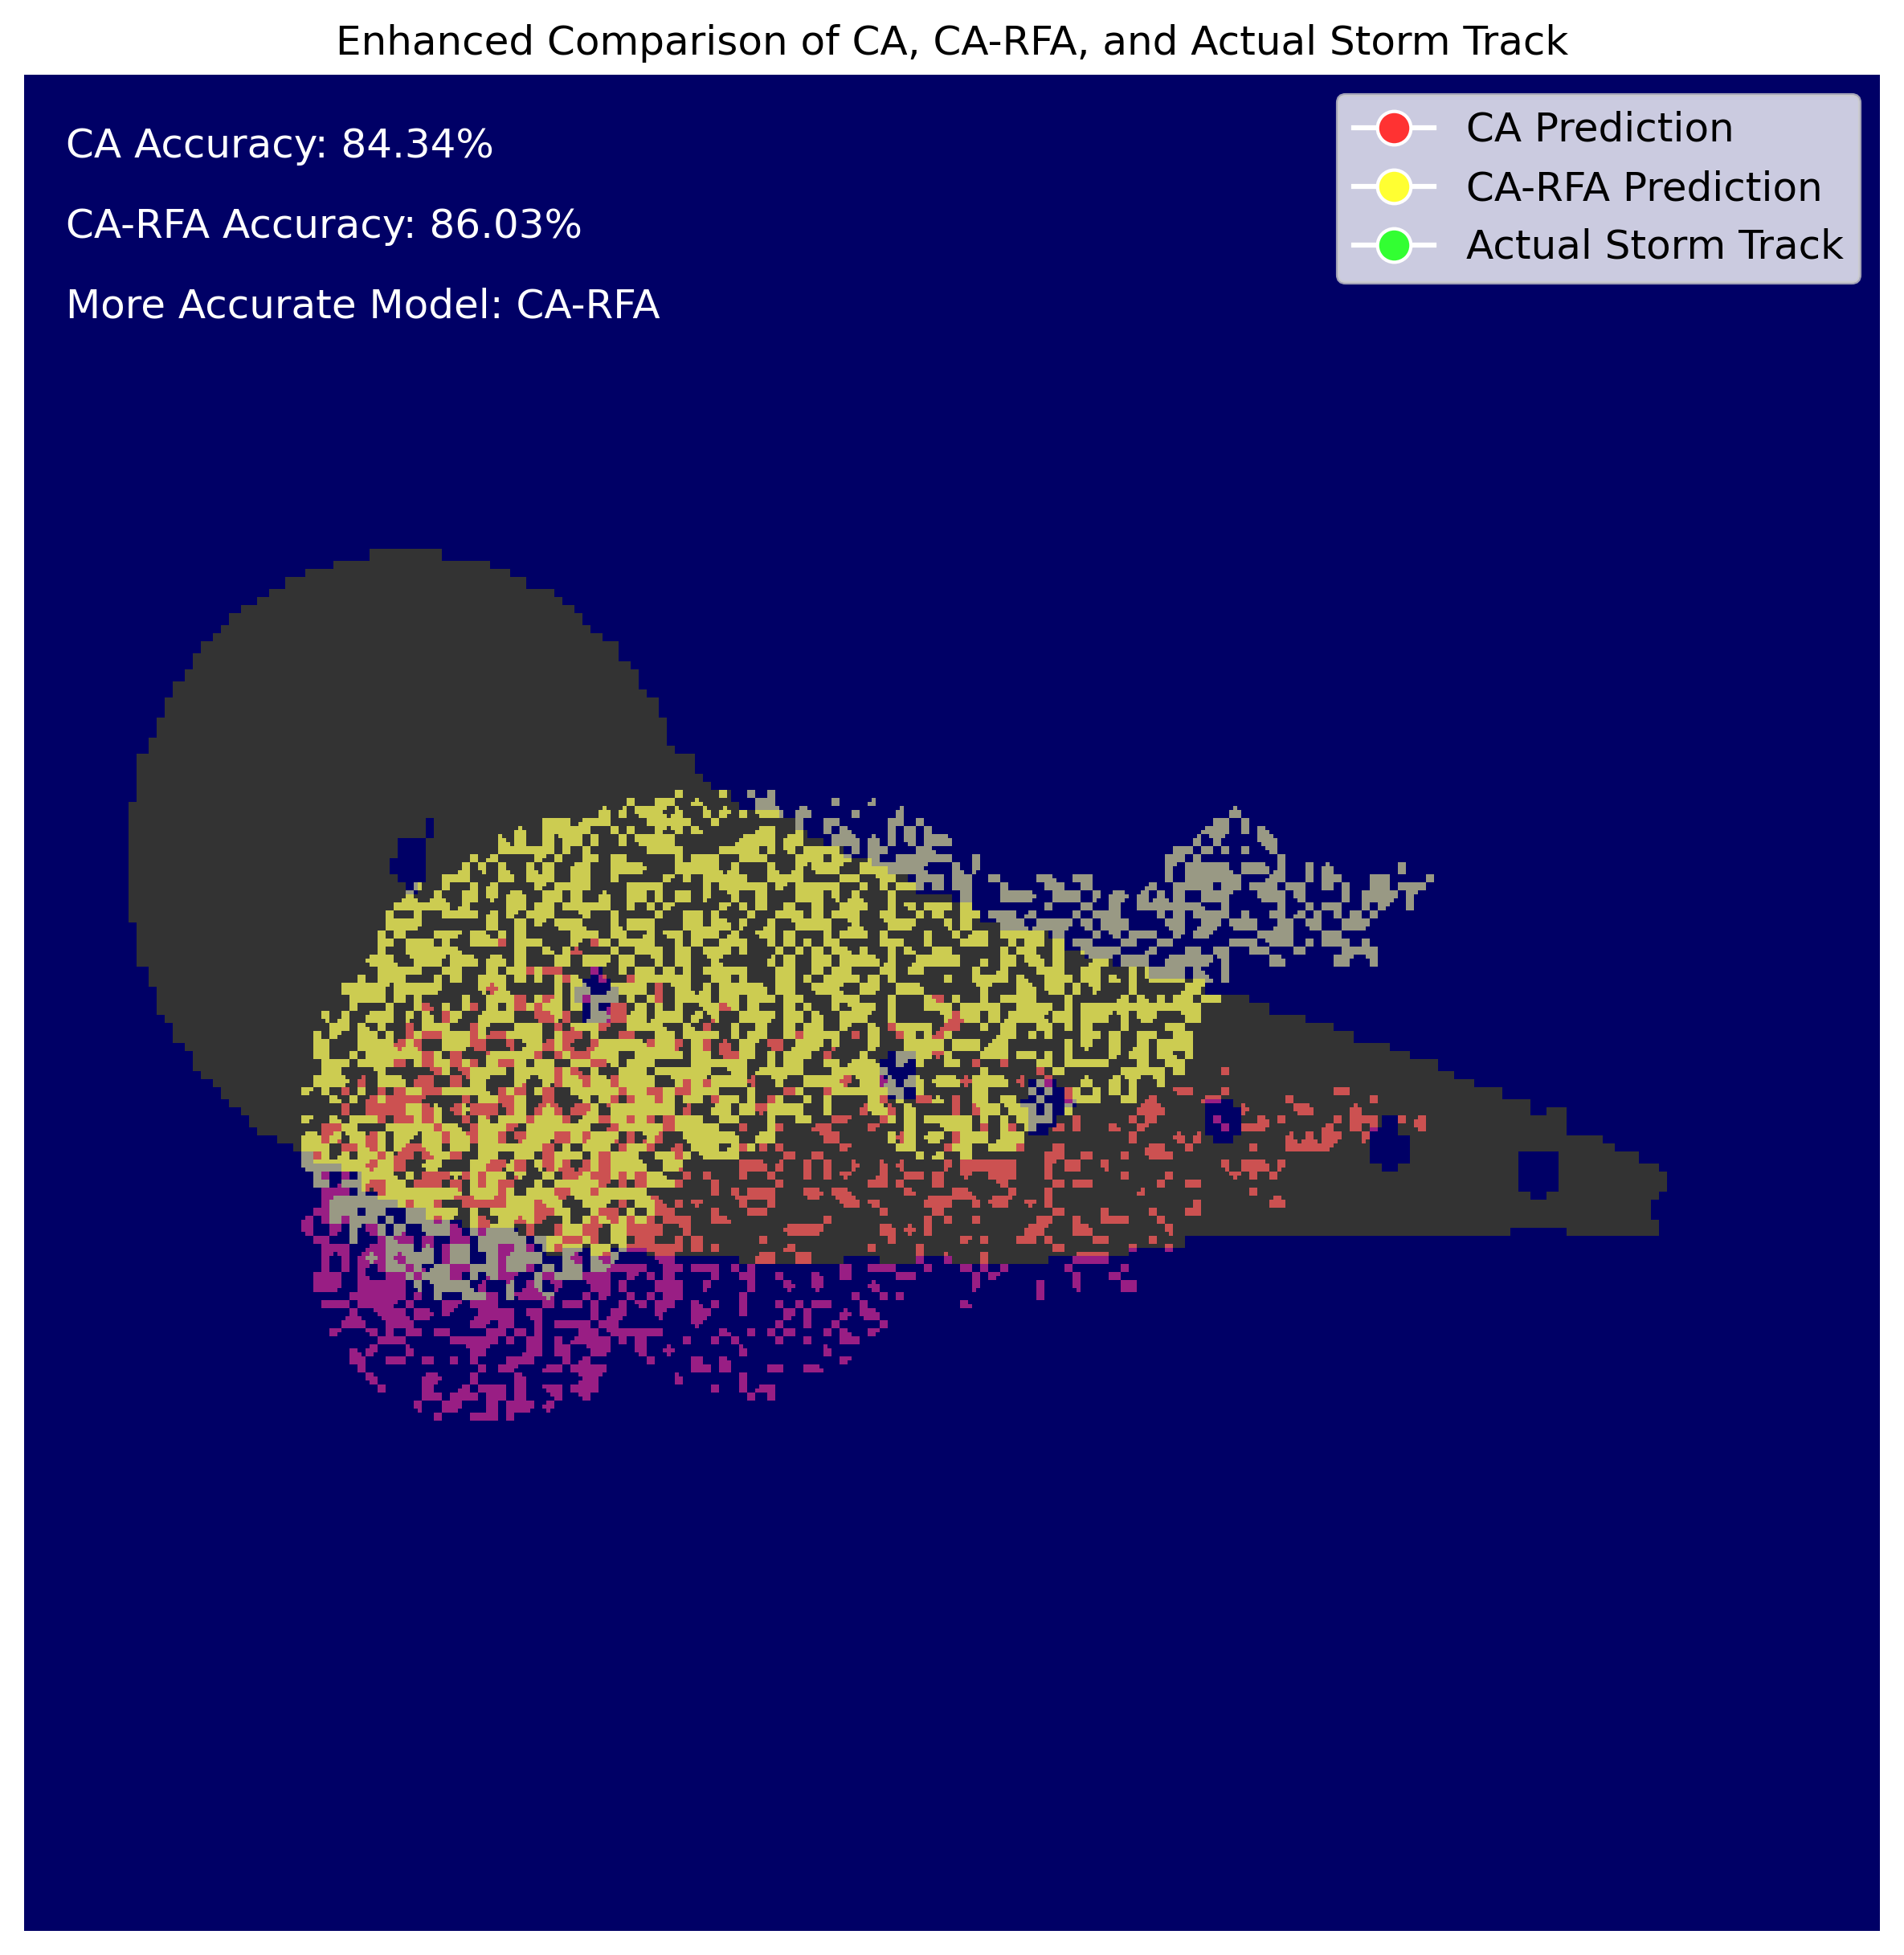 Enhanced Comparison of CA, CA-RFA, and Actual Storm Track
CA Accuracy: 84.34%
CA-RFA Accuracy: 86.03%
More Accurate Model: CA-RFA
CA Prediction
CA-RFA Prediction
Actual Storm Track